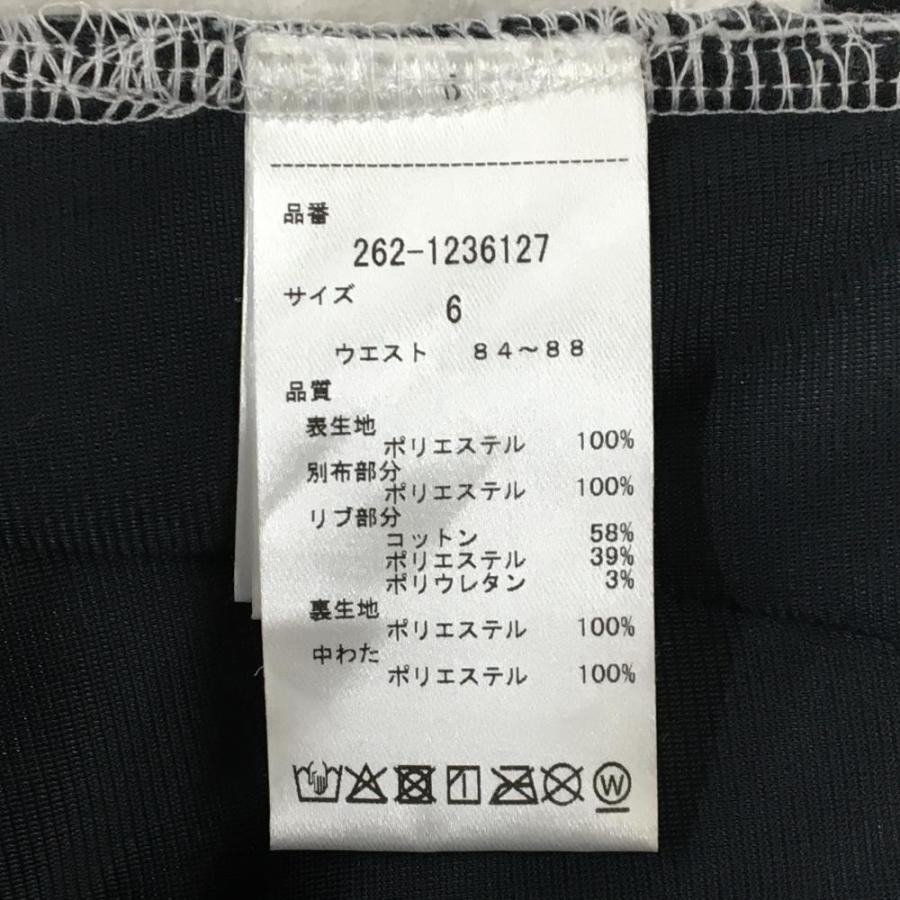 品番
262-1236127
サイズ
6
ウエスト 84～88
品質
表生地
ポリエステル 100%
別布部分
ポリエステル 100%
リブ部分
コットン 58%
ポリエステル 39%
ポリウレタン 3%
裏生地
ポリエステル 100%
中わた
ポリエステル 100%
W